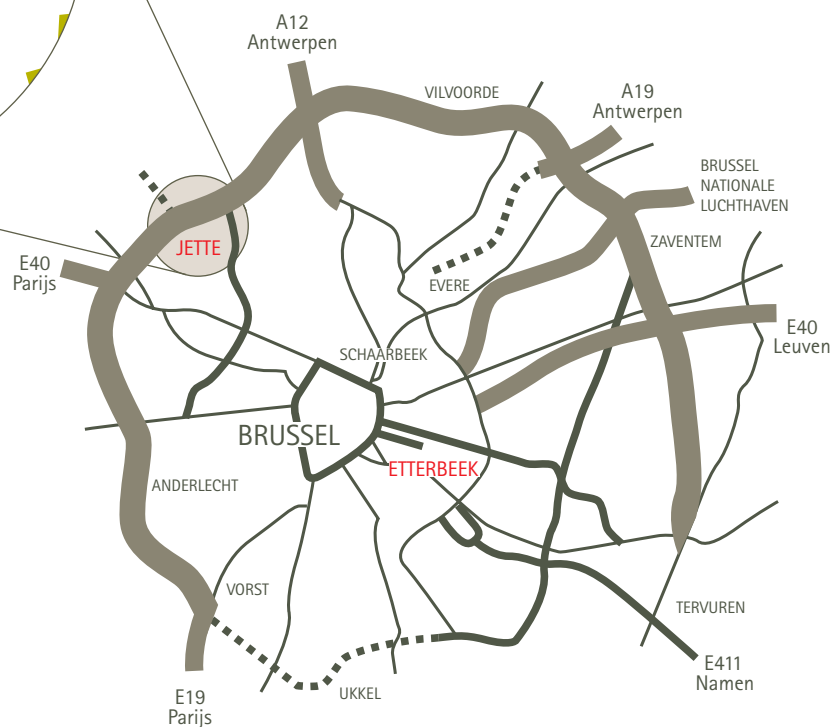 A12
Antwerpen
VILVOORDE
A19
Antwerpen
BRUSSEL
NATIONALE
LUCHTHAVEN
ZAVENTEM
JETTE
E40
Parijs
EVERE
E40
Leuven
SCHAARBEEK
BRUSSEL
ETTERBEEK
ANDERLECHT
VORST
TERVUREN
E411
Namen
UKKEL
E19
Parijs